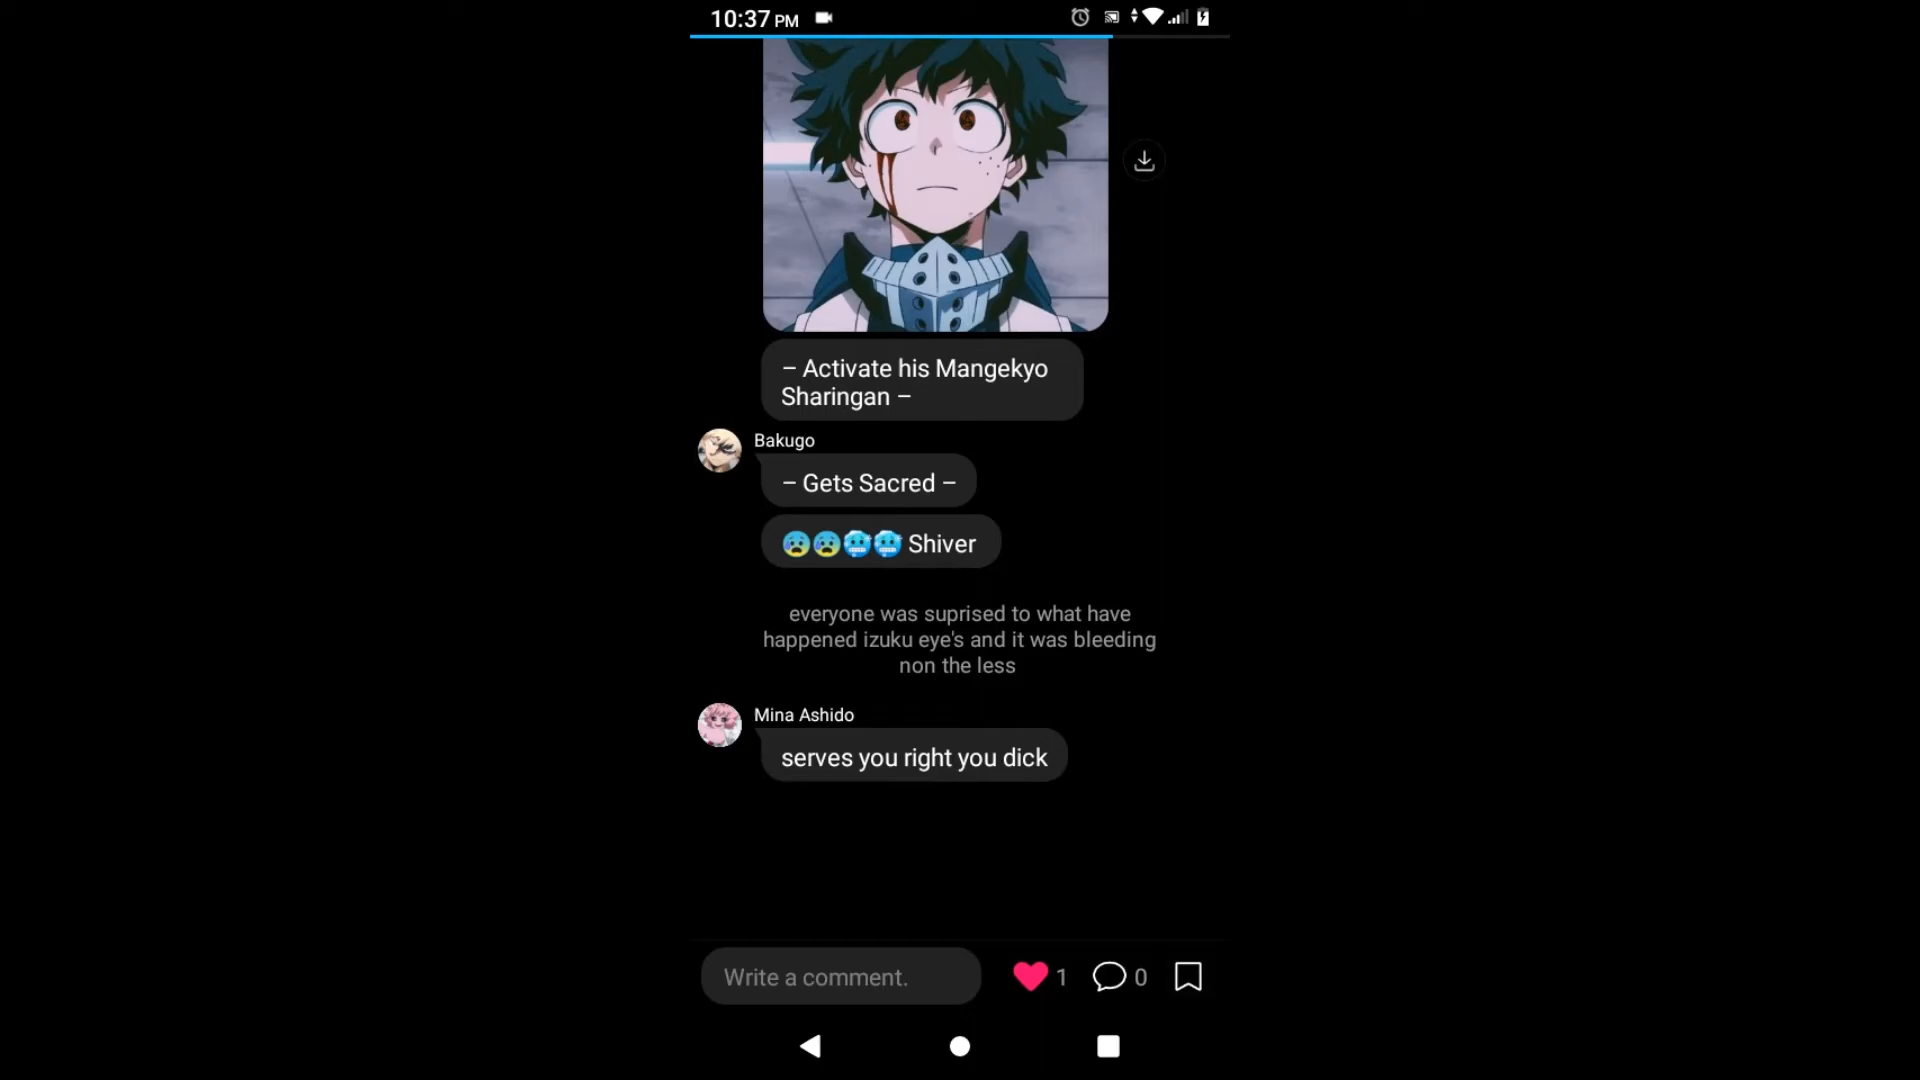 10:37 PM
– Activate his Mangekyo
Sharingan –
Bakugo
– Gets Sacred –
😰😰🥶🥶 Shiver
everyone was suprised to what have
happened izuku eye's and it was bleeding
non the less
Mina Ashido
serves you right you dick
Write a comment.
1
0